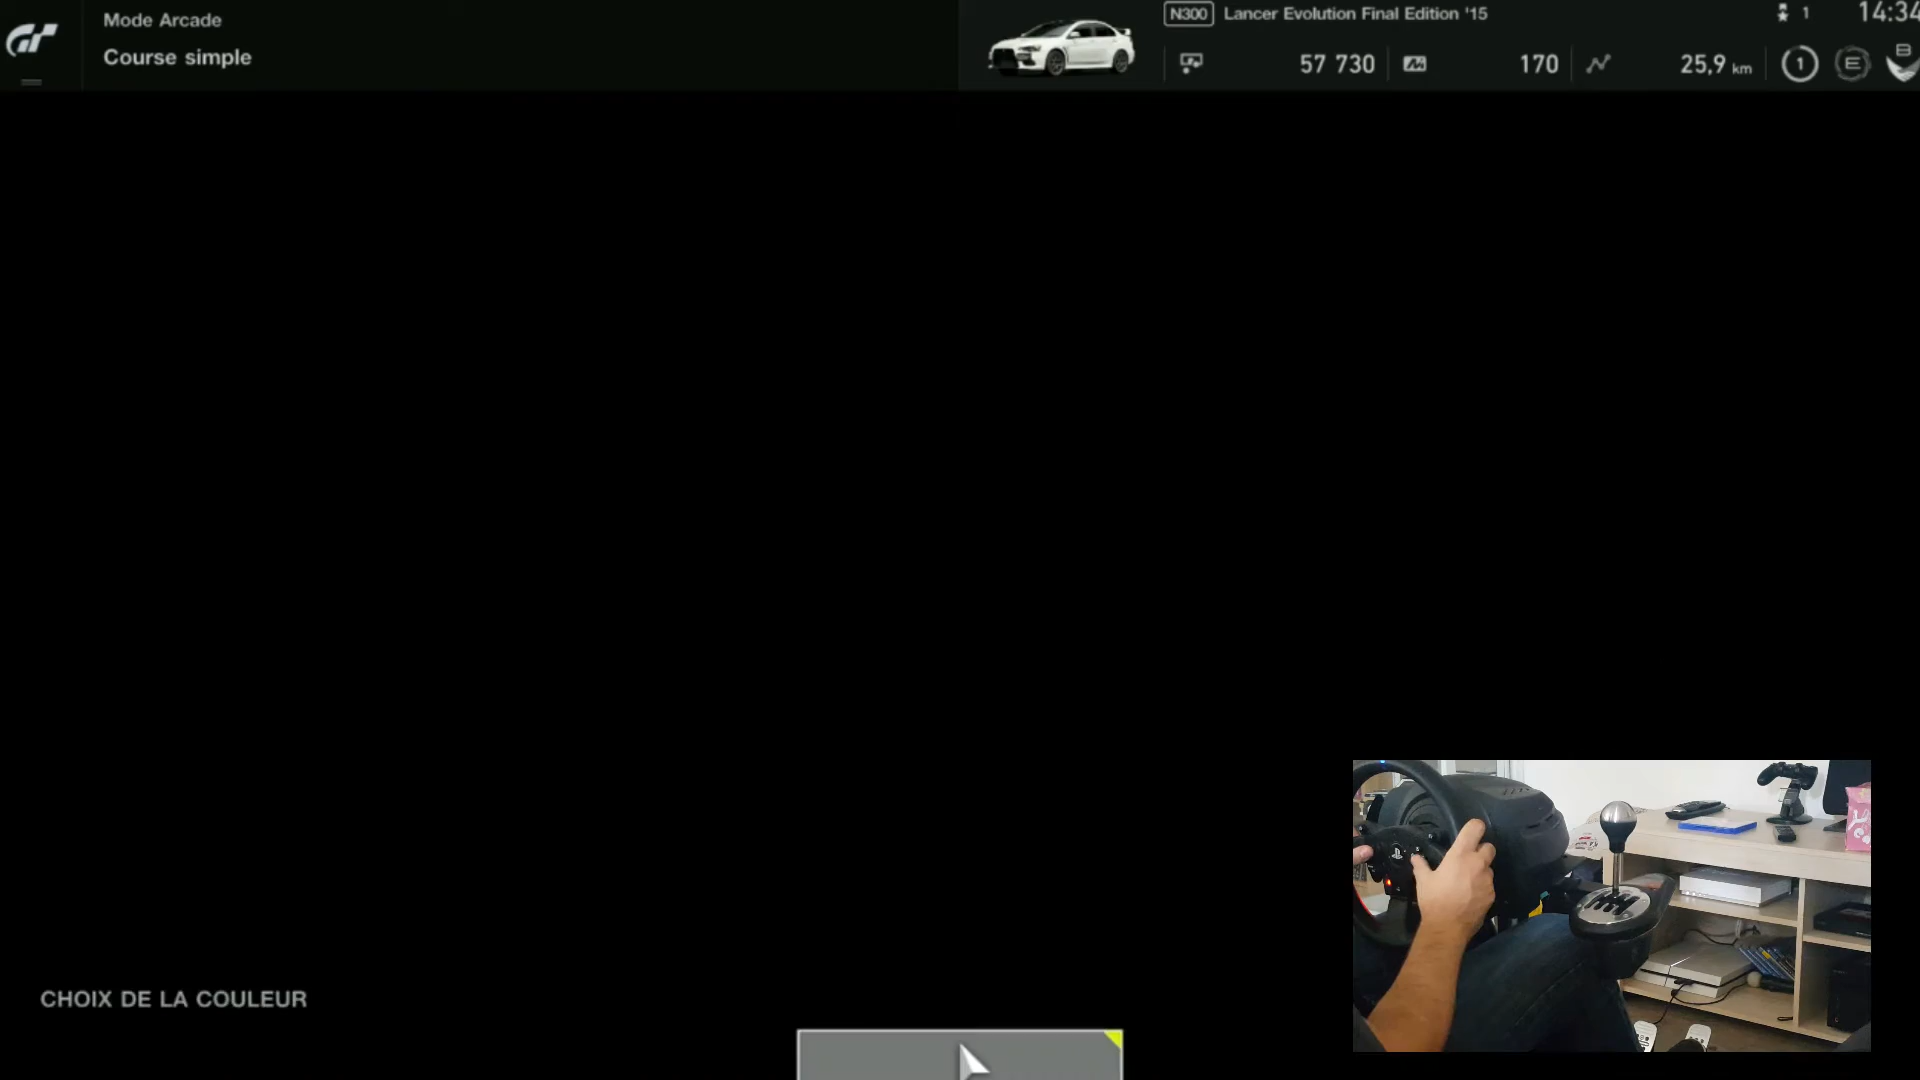 Mode Arcade
Course simple
N300 Lancer Evolution Final Edition '15
1
14:34
57 730
170
25,9 km
1
E
B
CHOIX DE LA COULEUR